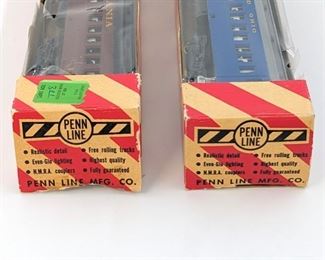 NIA
OHIO
PENN
LINE
• Realistic detail • Free rolling trucks
• Even-Glo lighting • Highest quality
• N.M.R.A. couplers • Fully guaranteed
PENN LINE MFG. CO.
PENN
LINE
• Realistic detail • Free rolling trucks
• Even-Glo lighting • Highest quality
• N.M.R.A. couplers • Fully guaranteed
PENN LINE MFG. CO.